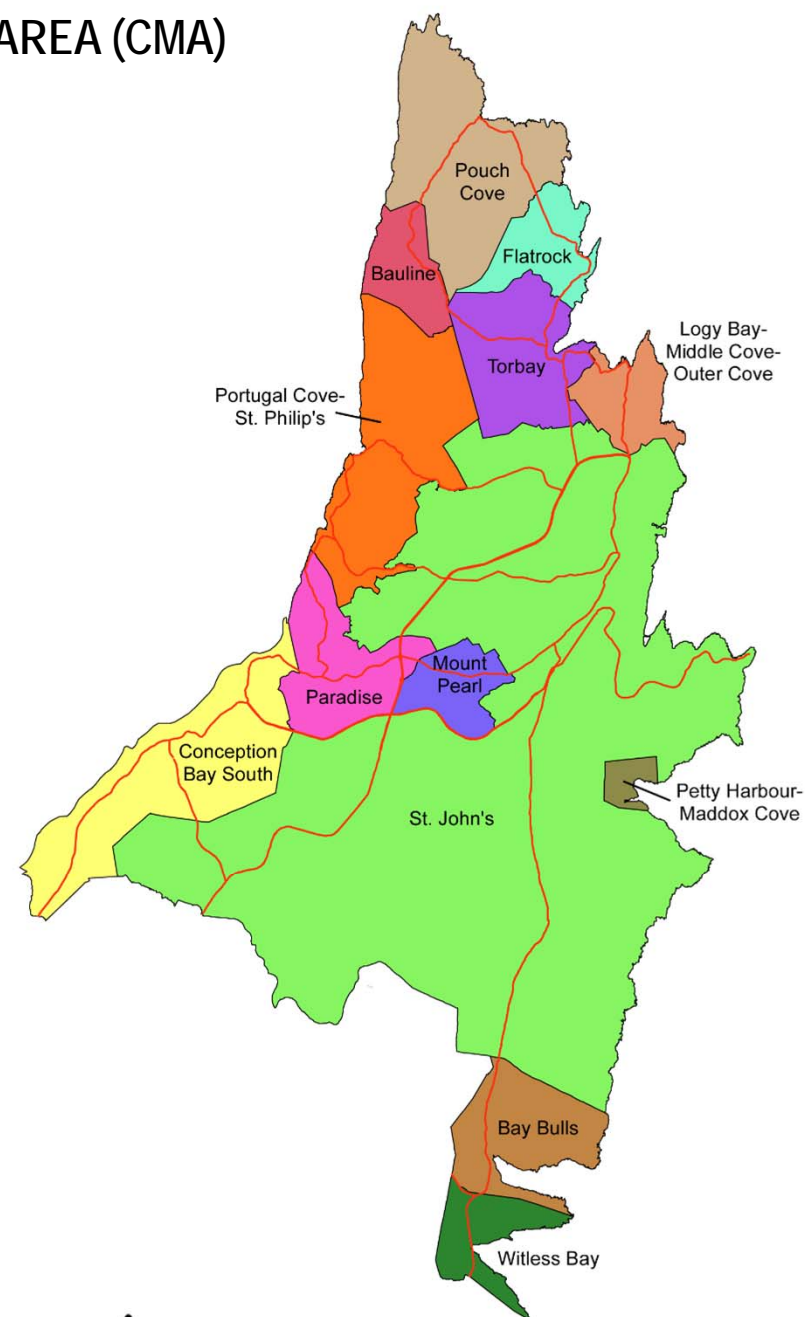 AREA (CMA)
Pouch
Cove
Flatrock
Bauline
Logy Bay-
Middle Cove-
Outer Cove
Torbay
Portugal Cove-
St. Philip's
Mount
Pearl
Paradise
Conception
Bay South
Petty Harbour-
Maddox Cove
St. John's
Bay Bulls
Witless Bay